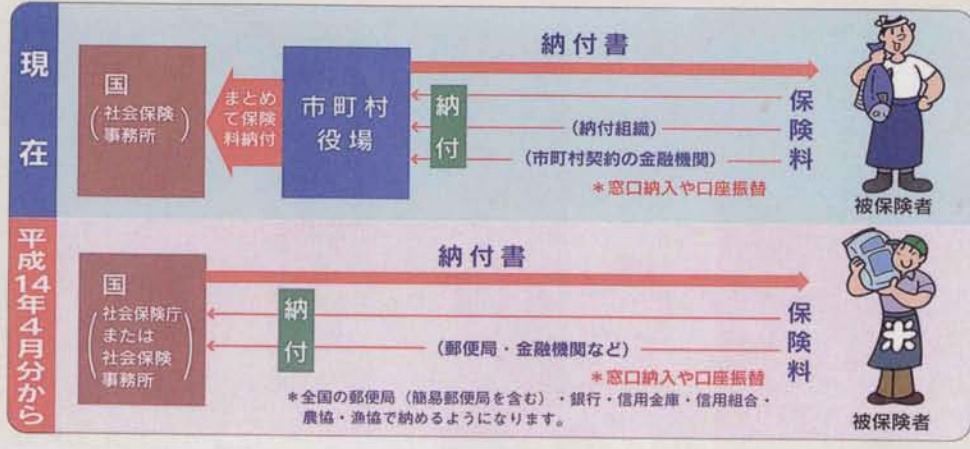 現在
納付書
国
(社会保険
事務所)
まとめ
て保険
料納付
市町村
役場
納付
保険料
(納付組織)
(市町村契約の金融機関)
*窓口納入や口座振替
被保険者
平成14年4月分から
納付書
国
(社会保険庁
または
社会保険
事務所)
納付
保険料
(郵便局・金融機関など)
*窓口納入や口座振替
*全国の郵便局(簡易郵便局を含む)・銀行・信用金庫・信用組合・
農協・漁協で納めるようになります。
米
被保険者